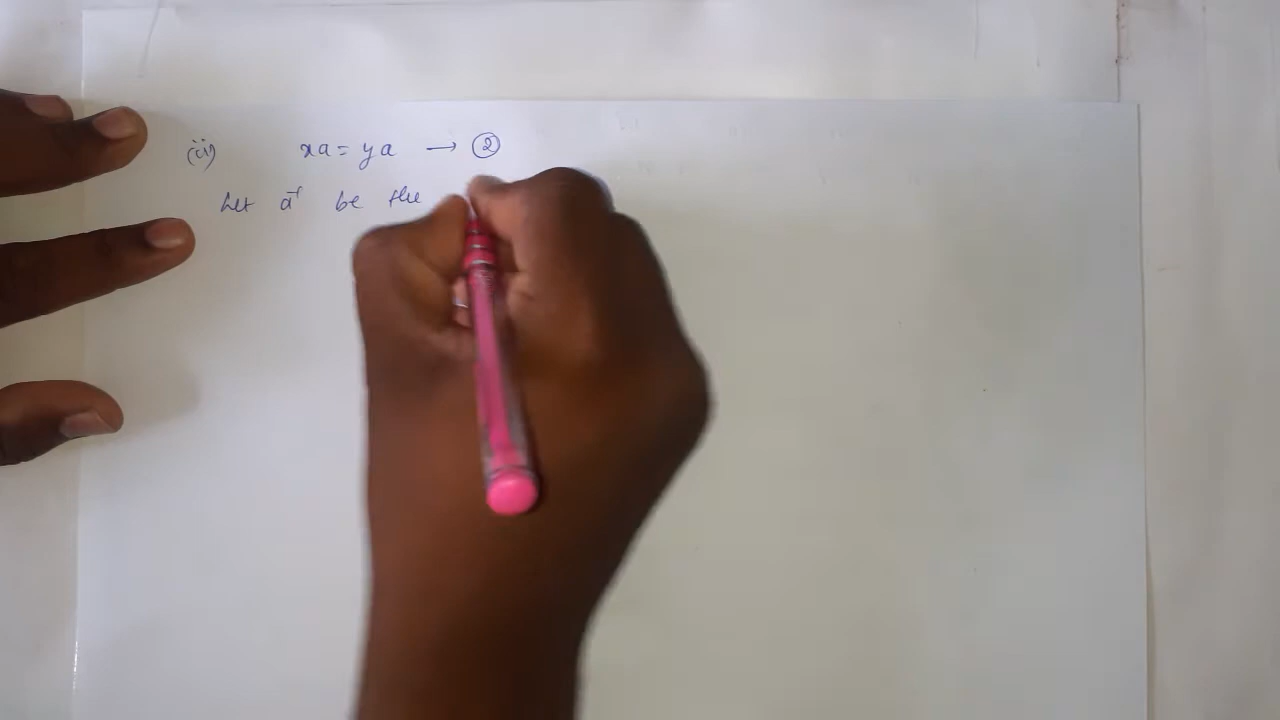 (ii) xa = ya → ②
Let a⁻¹ be the